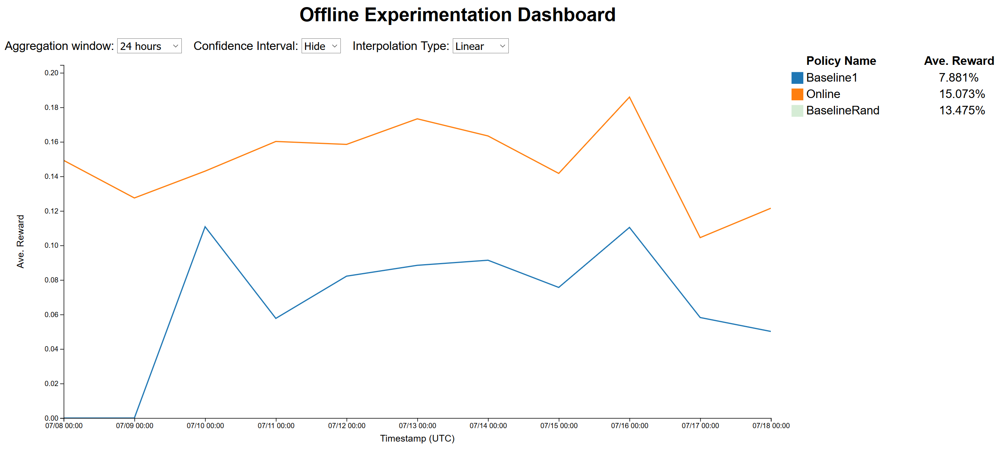 Offline Experimentation Dashboard
Aggregation window: 24 hours Confidence Interval: Hide Interpolation Type: Linear
Policy Name Ave. Reward
Baseline1 7.881%
Online 15.073%
BaselineRand 13.475%
0.20
0.18
0.16
0.14
0.12
0.10
0.08
0.06
0.04
0.02
0.00
Ave. Reward
07/08 00:00 07/09 00:00 07/10 00:00 07/11 00:00 07/12 00:00 07/13 00:00 07/14 00:00 07/15 00:00 07/16 00:00 07/17 00:00 07/18 00:00
Timestamp (UTC)